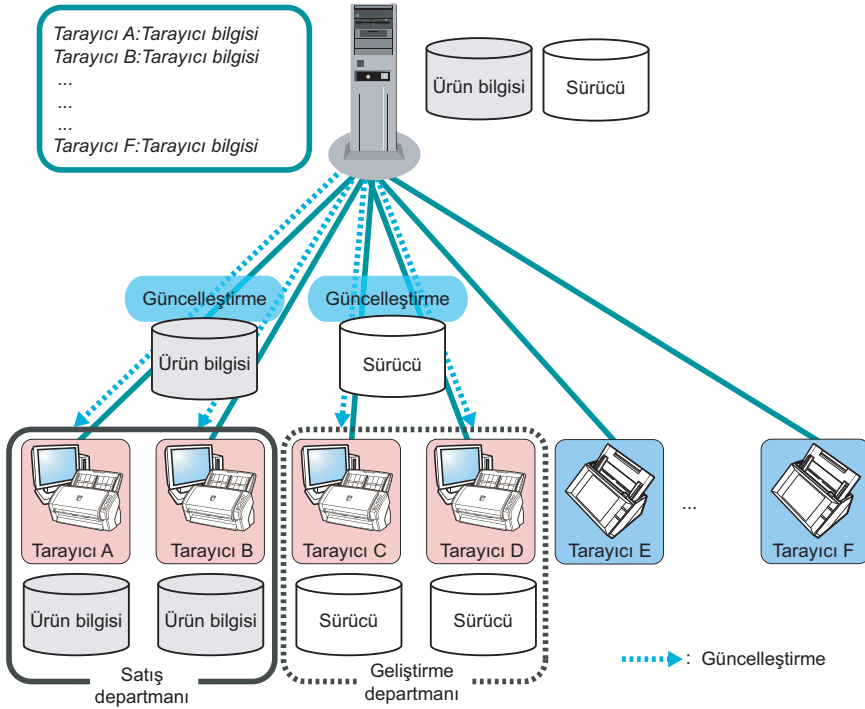 Tarayıcı A:Tarayıcı bilgisi
Tarayıcı B:Tarayıcı bilgisi
...
...
...
Tarayıcı F:Tarayıcı bilgisi
Ürün bilgisi
Sürücü
Güncelleştirme
Güncelleştirme
Ürün bilgisi
Sürücü
Tarayıcı A
Tarayıcı B
Tarayıcı C
Tarayıcı D
Tarayıcı E
...
Tarayıcı F
Ürün bilgisi
Ürün bilgisi
Sürücü
Sürücü
Satış
departmanı
Geliştirme
departmanı
: Güncelleştirme